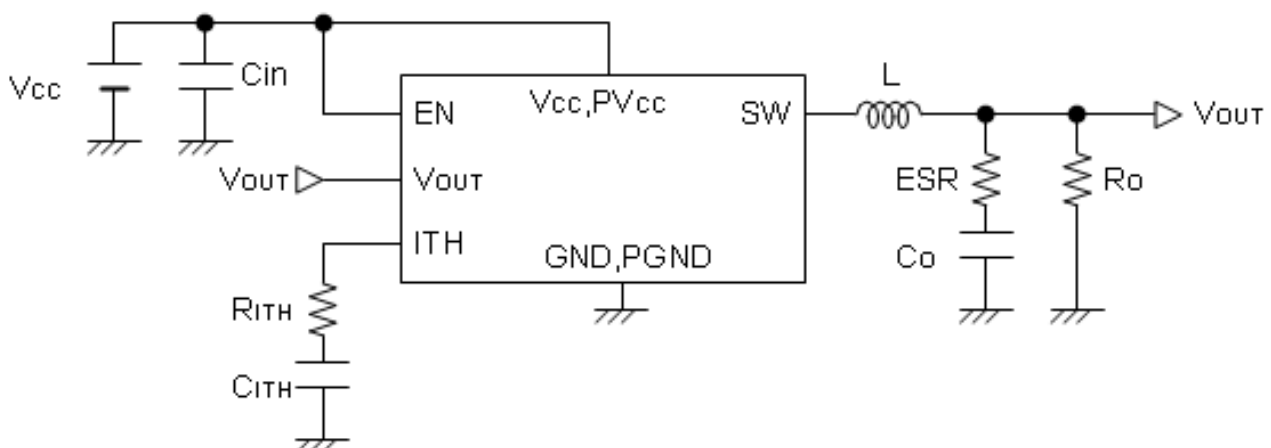 Vcc
Cin
EN
Vcc,PVcc
SW
L
VOUT
VOUT
VOUT
ESR
Ro
ITH
GND,PGND
Co
RITH
CITH